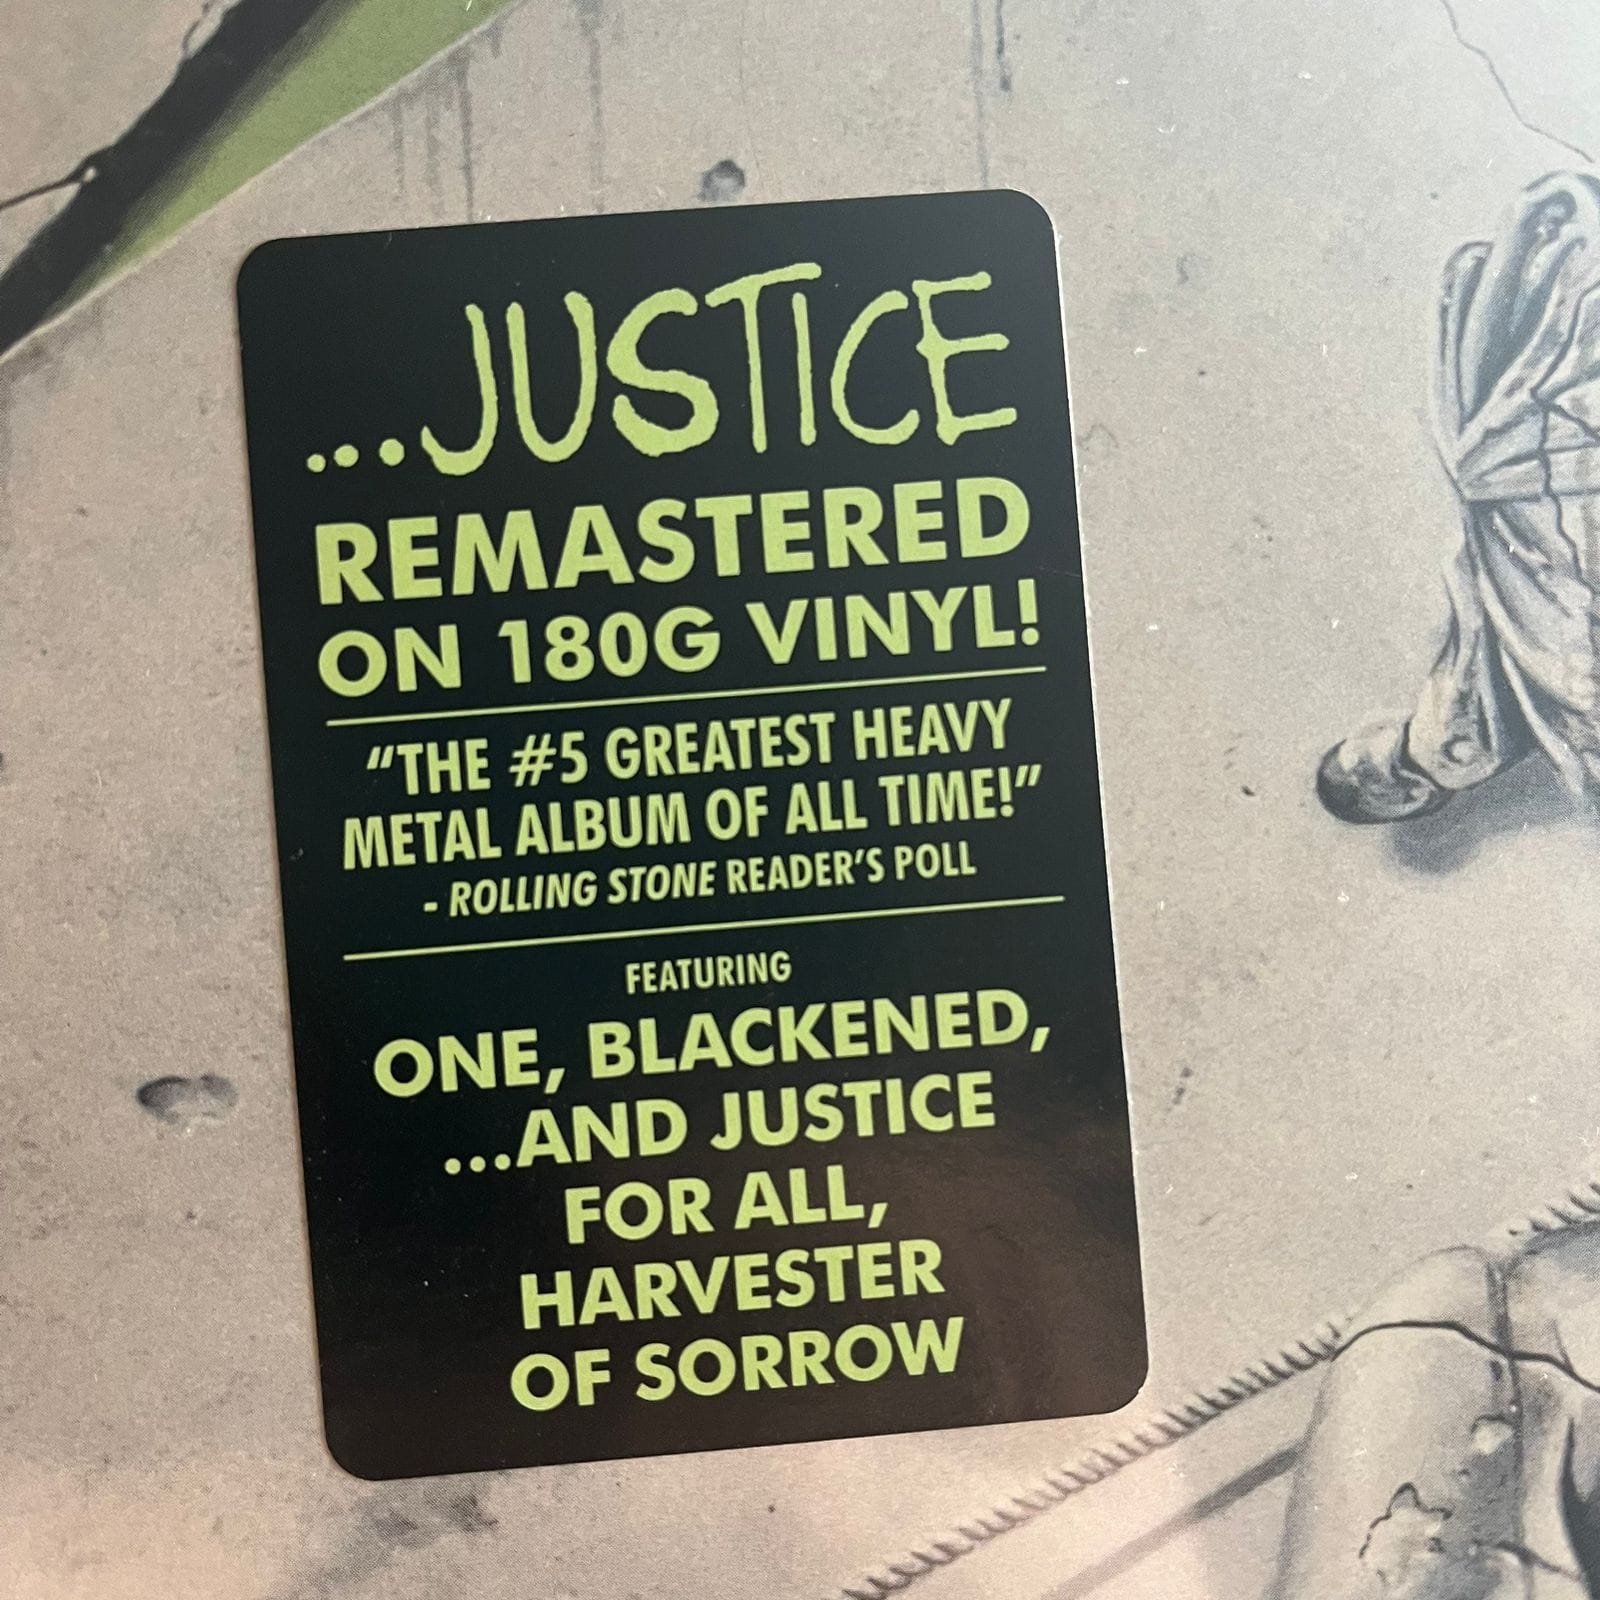 ...JUSTICE
REMASTERED
ON 180G VINYL!
“THE #5 GREATEST HEAVY
METAL ALBUM OF ALL TIME!”
- ROLLING STONE READER’S POLL
FEATURING
ONE, BLACKENED,
...AND JUSTICE
FOR ALL,
HARVESTER
OF SORROW